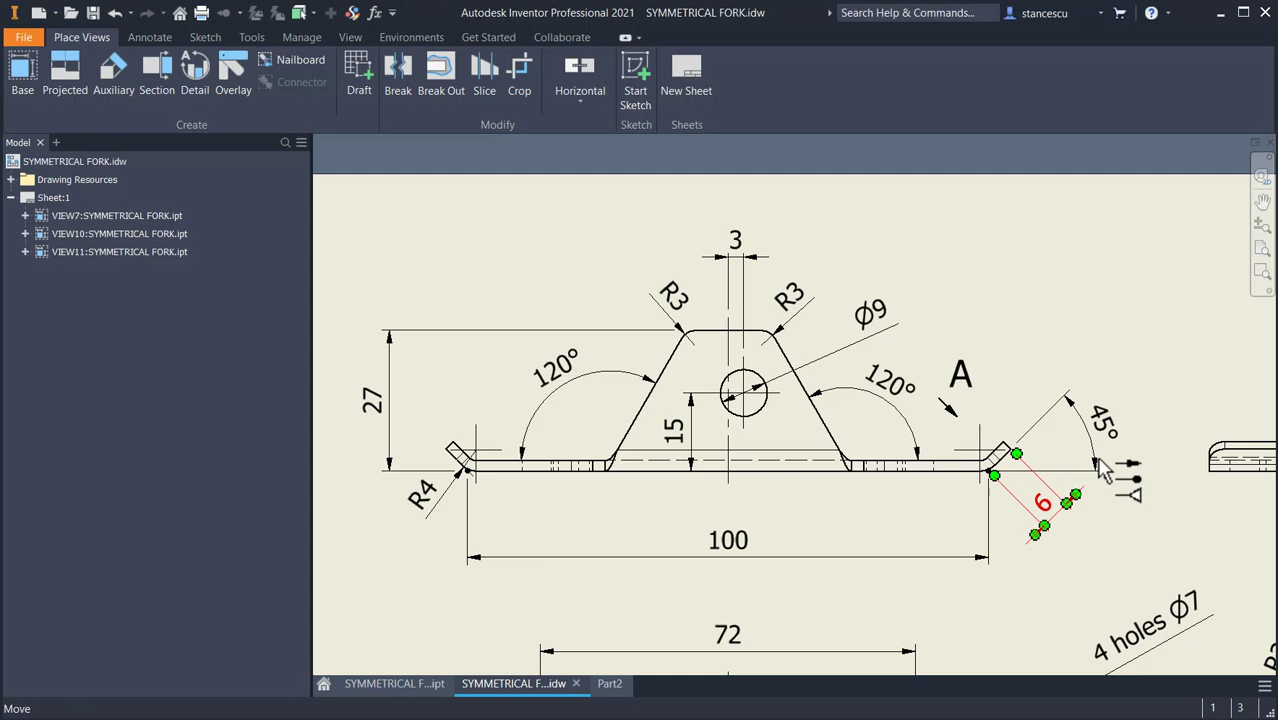 Autodesk Inventor Professional 2021 SYMMETRICAL FORK.idw
Search Help & Commands...
stancescu
File Place Views Annotate Sketch Tools Manage View Environments Get Started Collaborate
Base Projected Auxiliary Section Detail Overlay
Nailboard
Connector
Draft
Break Break Out Slice Crop
Horizontal
Start
Sketch
New Sheet
Create Modify Sketch Sheets
Model
SYMMETRICAL FORK.idw
Drawing Resources
Sheet:1
VIEW7:SYMMETRICAL FORK.ipt
VIEW10:SYMMETRICAL FORK.ipt
VIEW11:SYMMETRICAL FORK.ipt
3
R3
R3
Ø9
120°
120°
A
27
15
45°
R4
6
100
72
4 holes Ø7
SYMMETRICAL F...ipt SYMMETRICAL F...idw Part2
Move 1 3